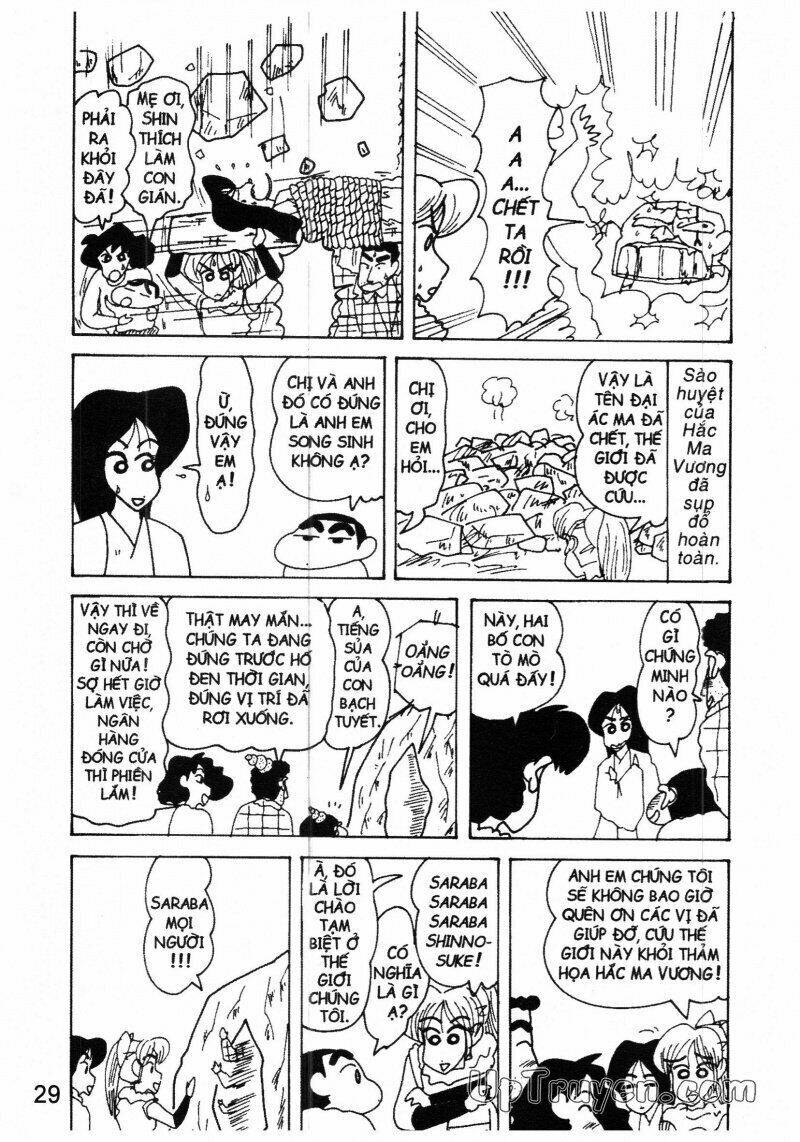 A
A
A...
CHẾT
TA
RỒI
!!!
MẸ ƠI,
SHIN
THÍCH
LÀM
CON
GIÁN.
PHẢI
RA
KHỎI
ĐÂY
ĐÃ!
Sào
huyệt
của
Hắc
Ma
Vương
đã
sụp
đổ
hoàn
toàn.
VẬY LÀ
TÊN ĐẠI
ÁC MA ĐÃ
CHẾT, THẾ
GIỚI ĐÃ
ĐƯỢC
CỨU...
CHỊ
ƠI,
CHO
EM
HỎI...
CHỊ VÀ ANH
ĐÓ CÓ ĐÚNG
LÀ ANH EM
SONG SINH
KHÔNG Ạ?
Ừ,
ĐÚNG
VẬY
EM
Ạ!
CÓ
GÌ
CHỨNG
MINH
NÀO
?
NÀY, HAI
BỐ CON
TÒ MÒ
QUÁ ĐẤY!
OẲNG
OẲNG!
A,
TIẾNG
SỦA
CỦA
CON
BẠCH
TUYẾT.
THẬT MAY MẮN...
CHÚNG TA ĐANG
ĐỨNG TRƯỚC HỐ
ĐEN THỜI GIAN,
ĐÚNG VỊ TRÍ ĐÃ
RƠI XUỐNG.
VẬY THÌ VỀ
NGAY ĐI,
CÒN CHỜ
GÌ NỮA!
SỢ HẾT GIỜ
LÀM VIỆC,
NGÂN
HÀNG
ĐÓNG CỬA
THÌ PHIỀN
LẮM!
ANH EM CHÚNG TÔI
SẼ KHÔNG BAO GIỜ
QUÊN ƠN CÁC VỊ ĐÃ
GIÚP ĐỠ, CỨU THẾ
GIỚI NÀY KHỎI THẢM
HỌA HẮC MA VƯƠNG!
SARABA
SARABA
SARABA
SHINNO-
SUKE!
CÓ
NGHĨA
LÀ GÌ
Ạ?
À, ĐÓ
LÀ LỜI
CHÀO
TẠM
BIỆT Ở
THẾ
GIỚI
CHÚNG
TÔI.
SARABA
MỌI
NGƯỜI
!!!
29
UpTruyen.com